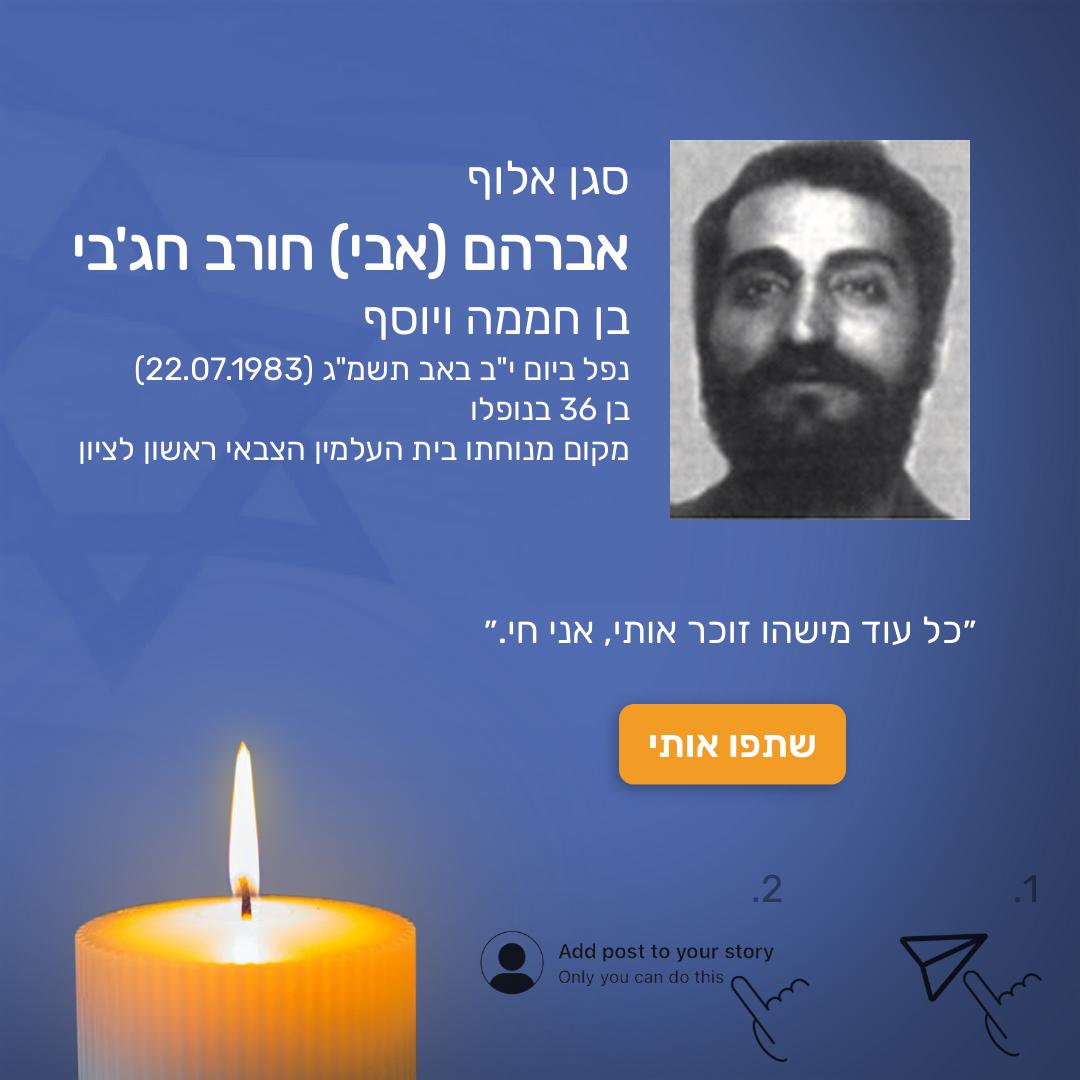 סגן אלוף
אברהם (אבי) חורב חג'בי
בן חממה ויוסף
נפל ביום י"ב באב תשמ"ג (22.07.1983)
בן 36 בנופלו
מקום מנוחתו בית העלמין הצבאי ראשון לציון
״כל עוד מישהו זוכר אותי, אני חי.״
שתפו אותי
.1
.2
Add post to your story
Only you can do this